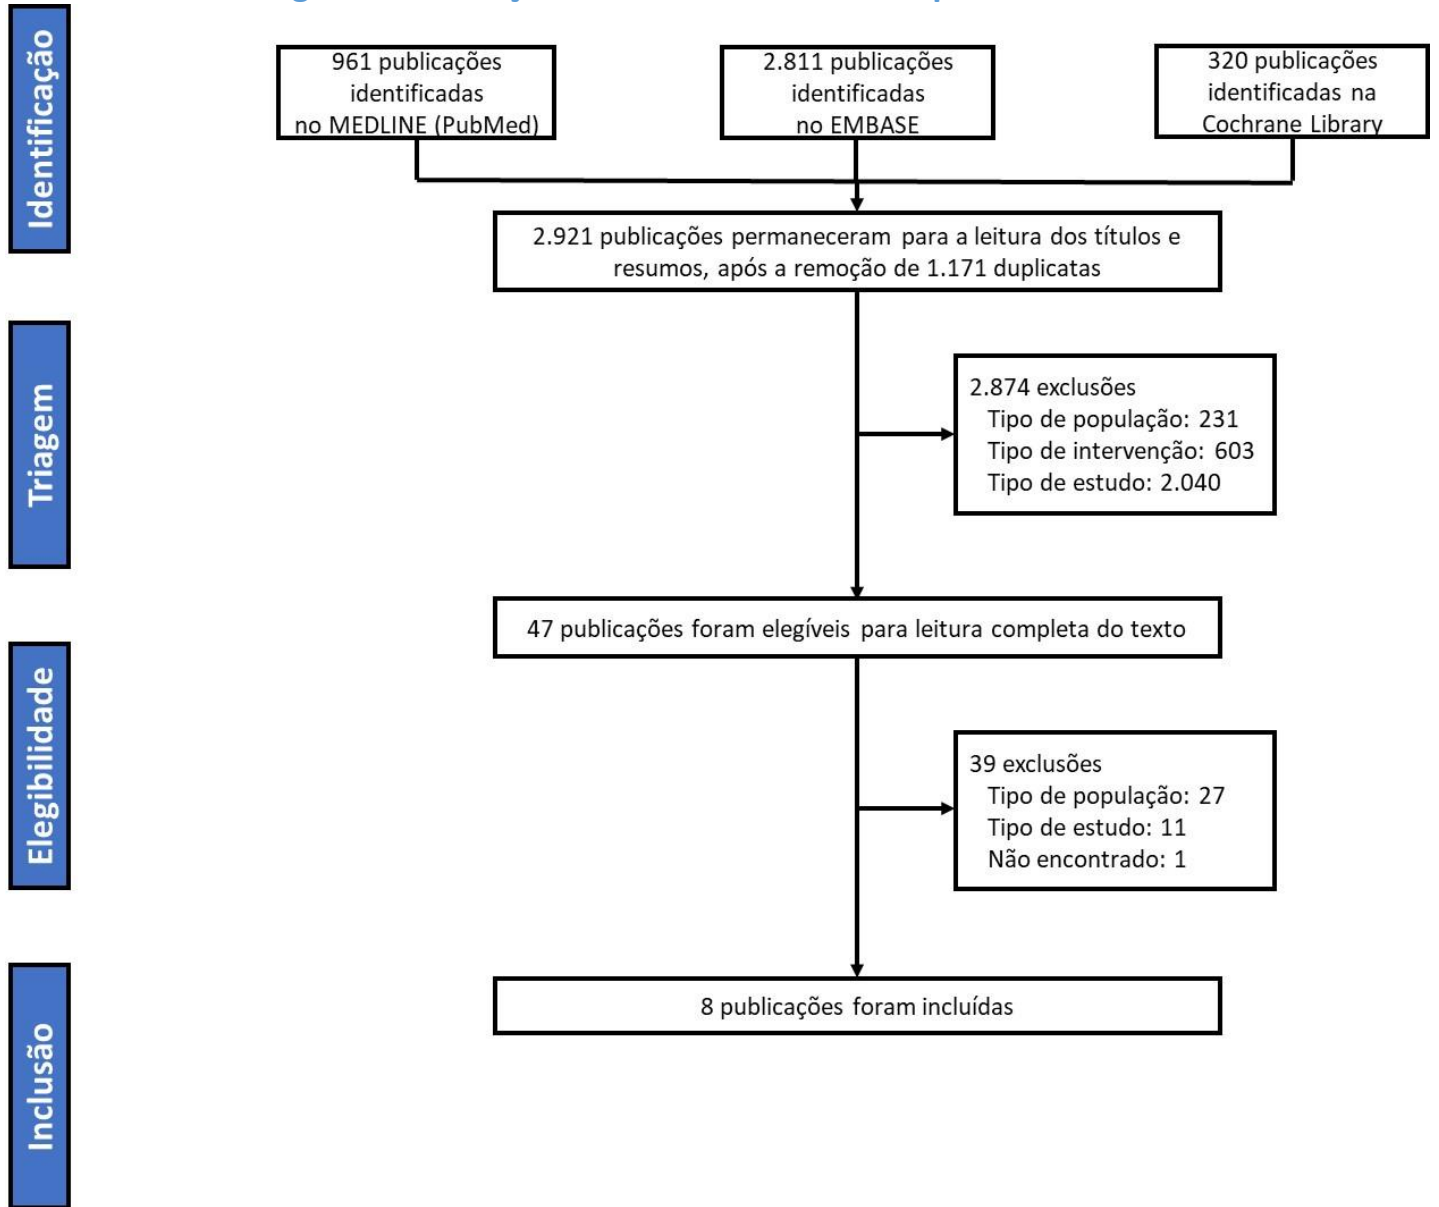 Identificação
961 publicações
identificadas
no MEDLINE (PubMed)
2.811 publicações
identificadas
no EMBASE
320 publicações
identificadas na
Cochrane Library
2.921 publicações permaneceram para a leitura dos títulos e
resumos, após a remoção de 1.171 duplicatas
Triagem
2.874 exclusões
Tipo de população: 231
Tipo de intervenção: 603
Tipo de estudo: 2.040
47 publicações foram elegíveis para leitura completa do texto
Elegibilidade
39 exclusões
Tipo de população: 27
Tipo de estudo: 11
Não encontrado: 1
8 publicações foram incluídas
Inclusão